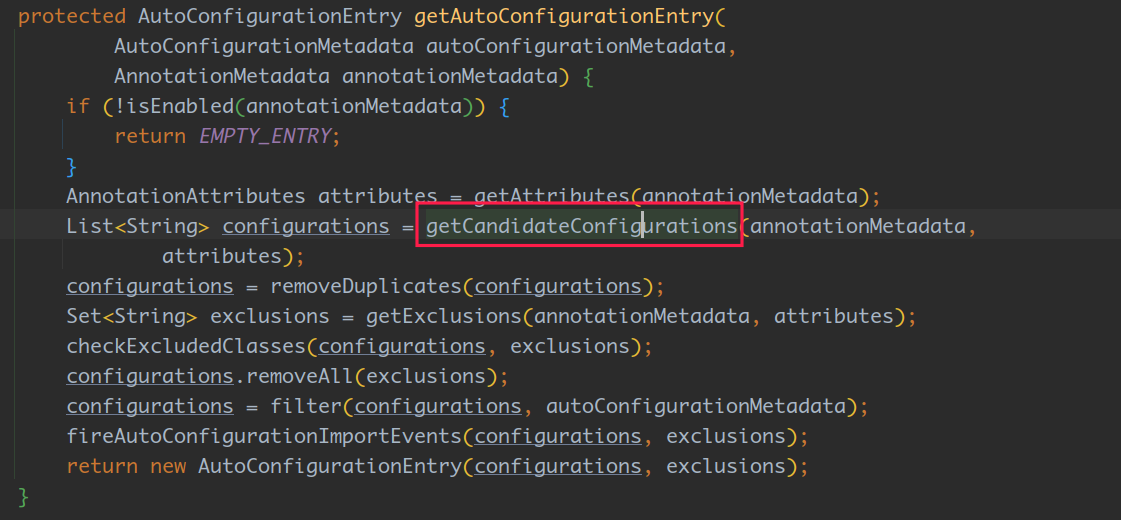 protected AutoConfigurationEntry getAutoConfigurationEntry(
        AutoConfigurationMetadata autoConfigurationMetadata,
        AnnotationMetadata annotationMetadata) {
    if (!isEnabled(annotationMetadata)) {
        return EMPTY_ENTRY;
    }
    AnnotationAttributes attributes = getAttributes(annotationMetadata);
    List<String> configurations = getCandidateConfigurations(annotationMetadata,
            attributes);
    configurations = removeDuplicates(configurations);
    Set<String> exclusions = getExclusions(annotationMetadata, attributes);
    checkExcludedClasses(configurations, exclusions);
    configurations.removeAll(exclusions);
    configurations = filter(configurations, autoConfigurationMetadata);
    fireAutoConfigurationImportEvents(configurations, exclusions);
    return new AutoConfigurationEntry(configurations, exclusions);
}